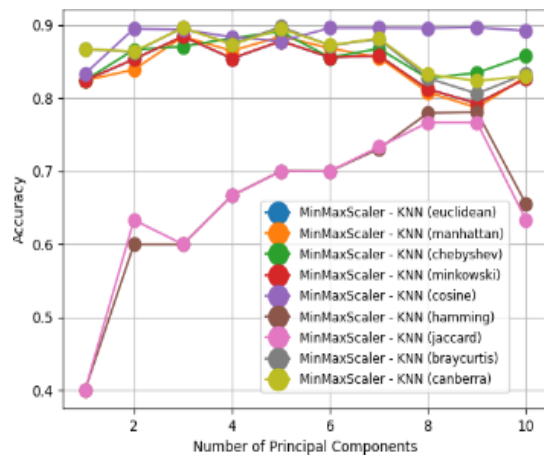 0.9
0.8
0.7
0.6
0.5
0.4
Accuracy
MinMaxScaler - KNN (euclidean)
MinMaxScaler - KNN (manhattan)
MinMaxScaler - KNN (chebyshev)
MinMaxScaler - KNN (minkowski)
MinMaxScaler - KNN (cosine)
MinMaxScaler - KNN (hamming)
MinMaxScaler - KNN (jaccard)
MinMaxScaler - KNN (braycurtis)
MinMaxScaler - KNN (canberra)
2 4 6 8 10
Number of Principal Components